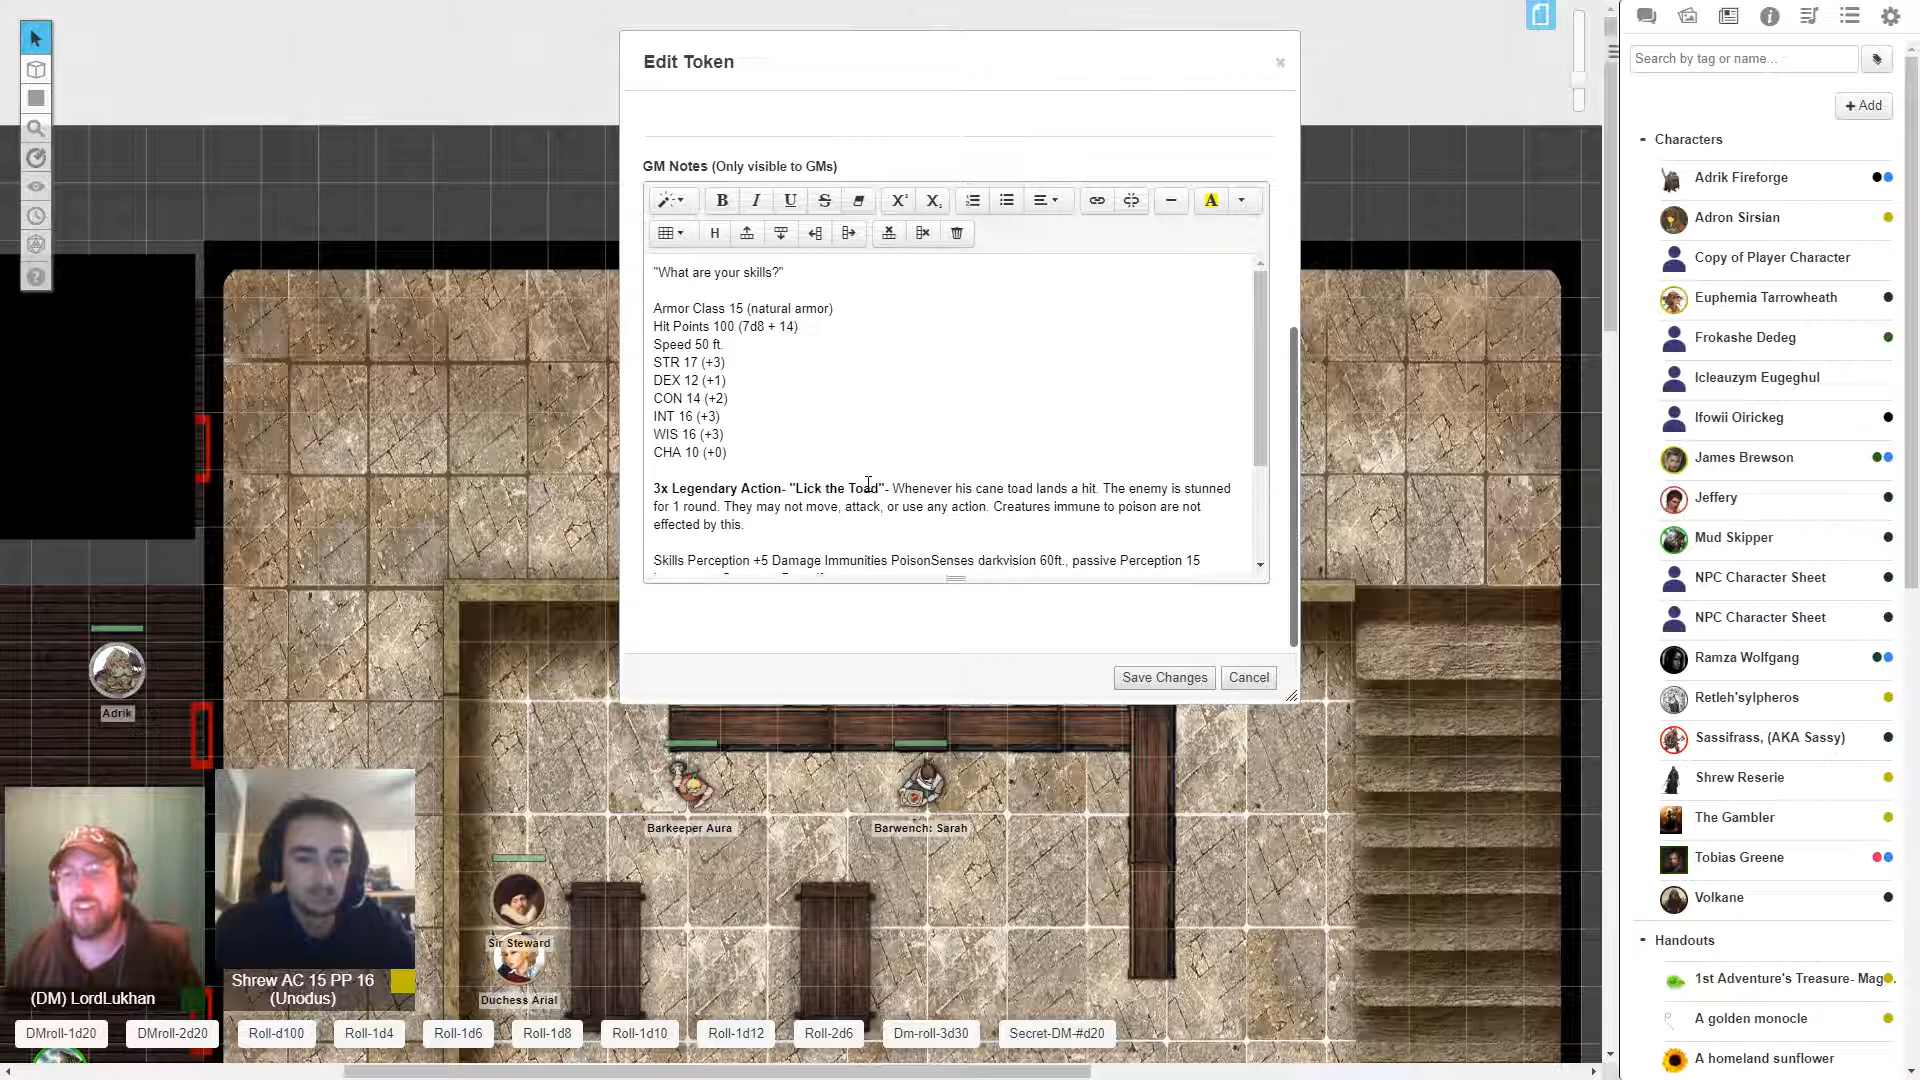 Edit Token
×
GM Notes (Only visible to GMs)
B I U S X² X₂ A
H
"What are your skills?"
Armor Class 15 (natural armor)
Hit Points 100 (7d8 + 14)
Speed 50 ft.
STR 17 (+3)
DEX 12 (+1)
CON 14 (+2)
INT 16 (+3)
WIS 16 (+3)
CHA 10 (+0)
3x Legendary Action- "Lick the Toad"- Whenever his cane toad lands a hit. The enemy is stunned
for 1 round. They may not move, attack, or use any action. Creatures immune to poison are not
effected by this.
Skills Perception +5 Damage Immunities PoisonSenses darkvision 60ft., passive Perception 15
Save Changes
Cancel
Adrik
Barkeeper Aura
Barwench: Sarah
Sir Steward
Duchess Arial
(DM) LordLukhan
Shrew AC 15 PP 16
(Unodus)
DMroll-1d20
DMroll-2d20
Roll-d100
Roll-1d4
Roll-1d6
Roll-1d8
Roll-1d10
Roll-1d12
Roll-2d6
Dm-roll-3d30
Secret-DM-#d20
Search by tag or name...
+ Add
- Characters
Adrik Fireforge
Adron Sirsian
Copy of Player Character
Euphemia Tarrowheath
Frokashe Dedeg
Icleauzym Eugeghul
Ifowii Oirickeg
James Brewson
Jeffery
Mud Skipper
NPC Character Sheet
NPC Character Sheet
Ramza Wolfgang
Retleh'sylpheros
Sassifrass, (AKA Sassy)
Shrew Reserie
The Gambler
Tobias Greene
Volkane
- Handouts
1st Adventure's Treasure- Mag...
A golden monocle
A homeland sunflower